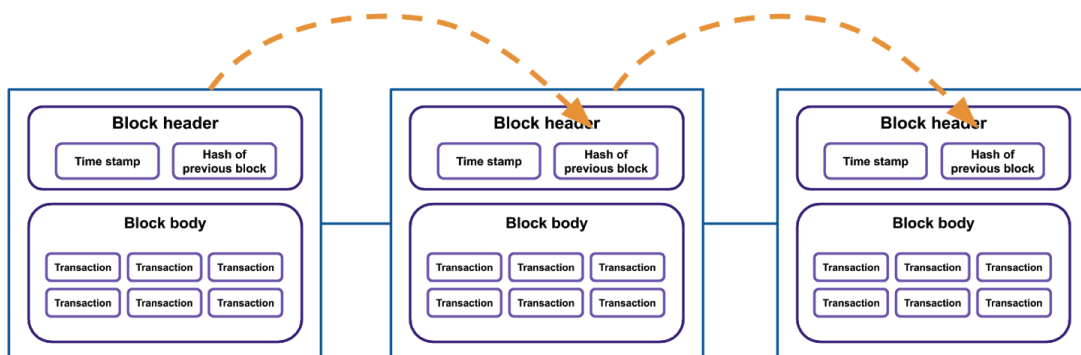 Block header
Time stamp
Hash of
previous block
Block body
Transaction Transaction Transaction
Transaction Transaction Transaction
Block header
Time stamp
Hash of
previous block
Block body
Transaction Transaction Transaction
Transaction Transaction Transaction
Block header
Time stamp
Hash of
previous block
Block body
Transaction Transaction Transaction
Transaction Transaction Transaction